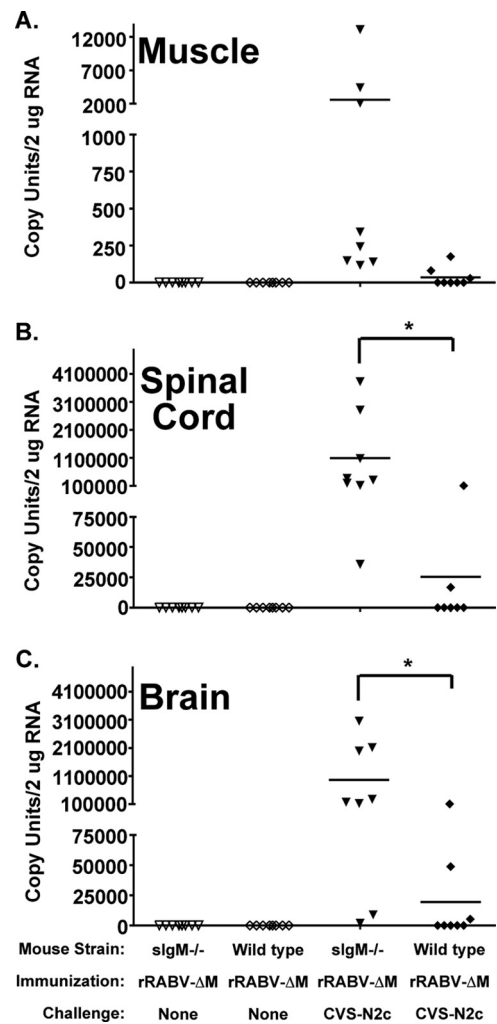 A.
Muscle
Copy Units/2 ug RNA
12000
7000
2000
1000
750
500
250
0
B.
*
Spinal
Cord
Copy Units/2 ug RNA
4100000
3100000
2100000
1100000
100000
75000
50000
25000
0
C.
*
Brain
Copy Units/2 ug RNA
4100000
3100000
2100000
1100000
100000
75000
50000
25000
0
Mouse Strain: sIgM-/- Wild type sIgM-/- Wild type
Immunization: rRABV-ΔM rRABV-ΔM rRABV-ΔM rRABV-ΔM
Challenge: None None CVS-N2c CVS-N2c